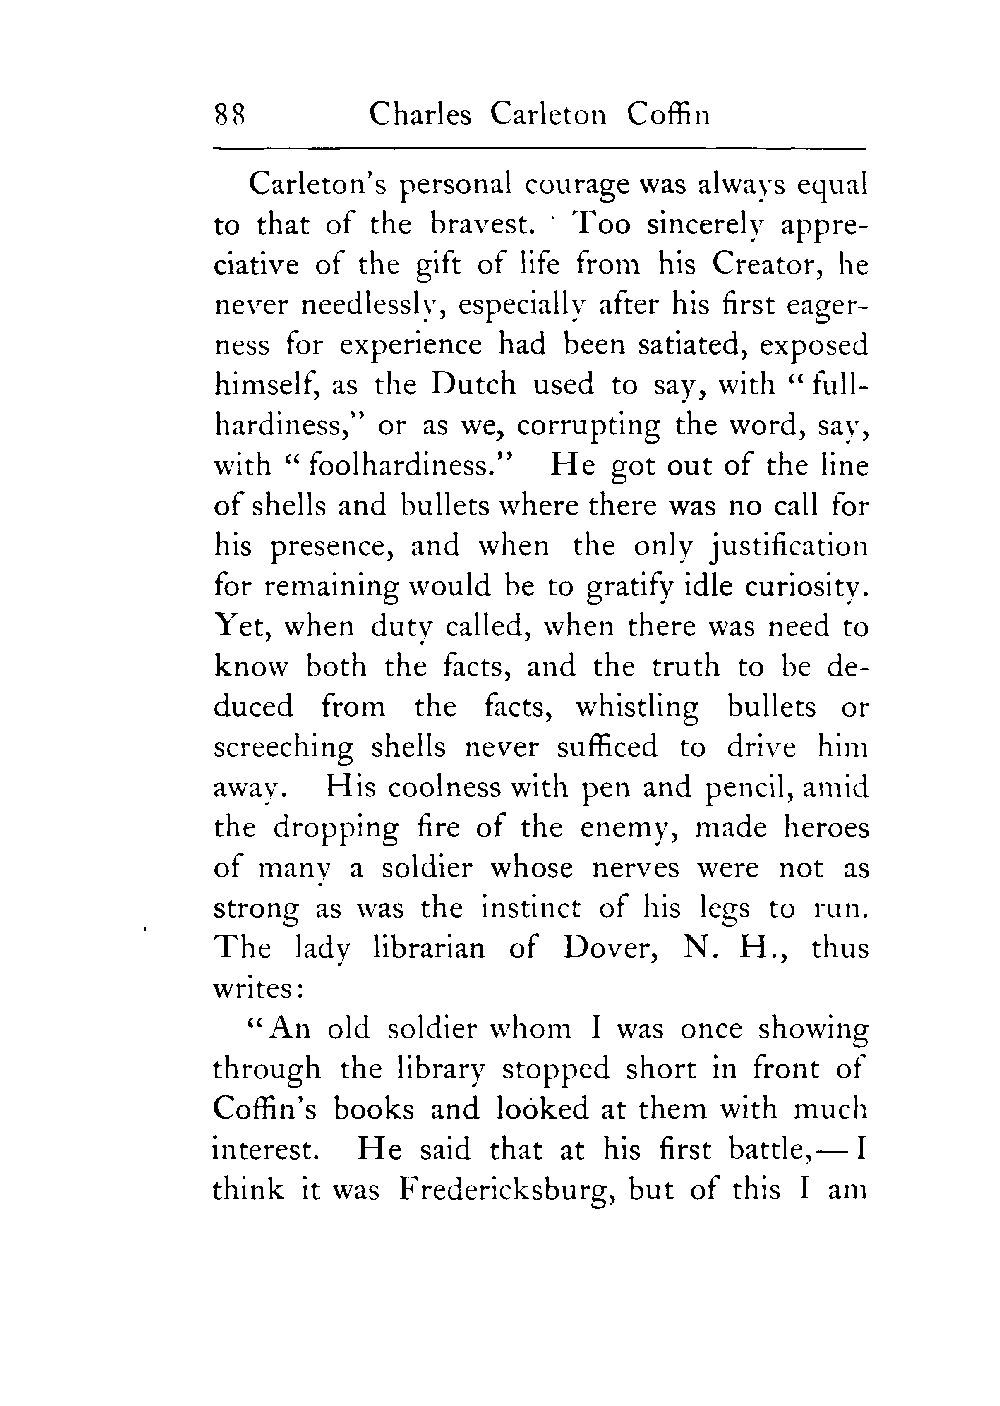 88 Charles Carleton Coffin
Carleton's personal courage was always equal
to that of the bravest. Too sincerely appre-
ciative of the gift of life from his Creator, he
never needlessly, especially after his first eager-
ness for experience had been satiated, exposed
himself, as the Dutch used to say, with “full-
hardiness,” or as we, corrupting the word, say,
with “foolhardiness.” He got out of the line
of shells and bullets where there was no call for
his presence, and when the only justification
for remaining would be to gratify idle curiosity.
Yet, when duty called, when there was need to
know both the facts, and the truth to be de-
duced from the facts, whistling bullets or
screeching shells never sufficed to drive him
away. His coolness with pen and pencil, amid
the dropping fire of the enemy, made heroes
of many a soldier whose nerves were not as
strong as was the instinct of his legs to run.
The lady librarian of Dover, N. H., thus
writes:
“An old soldier whom I was once showing
through the library stopped short in front of
Coffin's books and looked at them with much
interest. He said that at his first battle,— I
think it was Fredericksburg, but of this I am